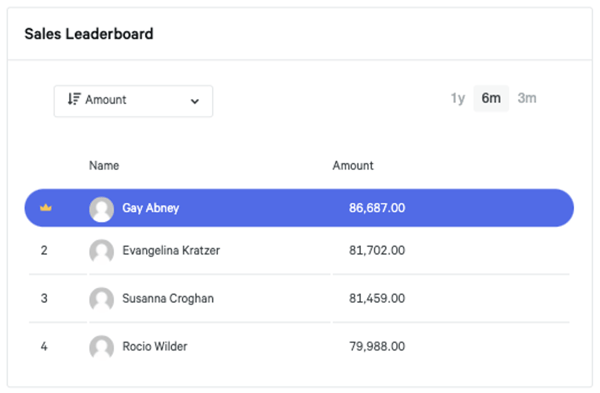 Sales Leaderboard
Amount
1y 6m 3m
Name Amount
Gay Abney 86,687.00
2 Evangelina Kratzer 81,702.00
3 Susanna Croghan 81,459.00
4 Rocio Wilder 79,988.00